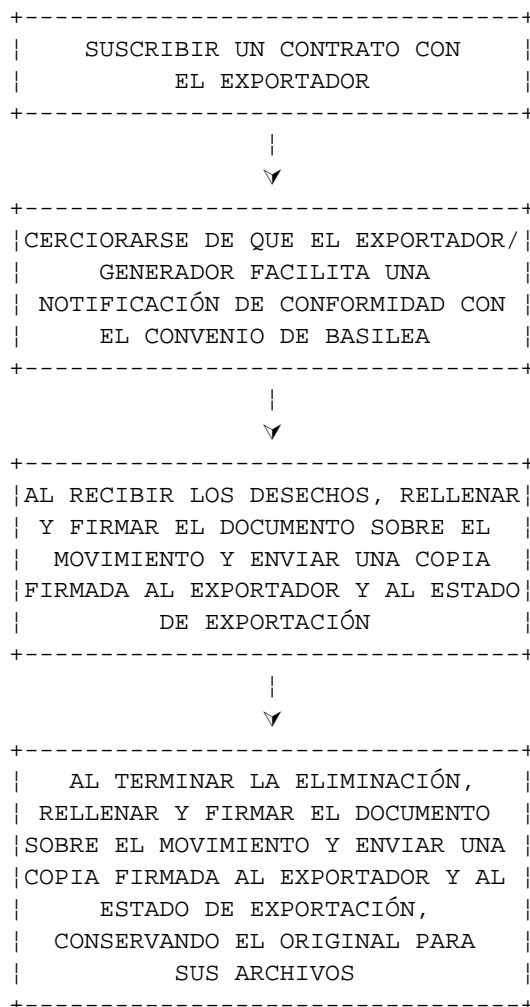 SUSCRIBIR UN CONTRATO CON
EL EXPORTADOR
CERCIORARSE DE QUE EL EXPORTADOR/
GENERADOR FACILITA UNA
NOTIFICACIÓN DE CONFORMIDAD CON
EL CONVENIO DE BASILEA
AL RECIBIR LOS DESECHOS, RELLENAR
Y FIRMAR EL DOCUMENTO SOBRE EL
MOVIMIENTO Y ENVIAR UNA COPIA
FIRMADA AL EXPORTADOR Y AL ESTADO
DE EXPORTACIÓN
AL TERMINAR LA ELIMINACIÓN,
RELLENAR Y FIRMAR EL DOCUMENTO
SOBRE EL MOVIMIENTO Y ENVIAR UNA
COPIA FIRMADA AL EXPORTADOR Y AL
ESTADO DE EXPORTACIÓN,
CONSERVANDO EL ORIGINAL PARA
SUS ARCHIVOS